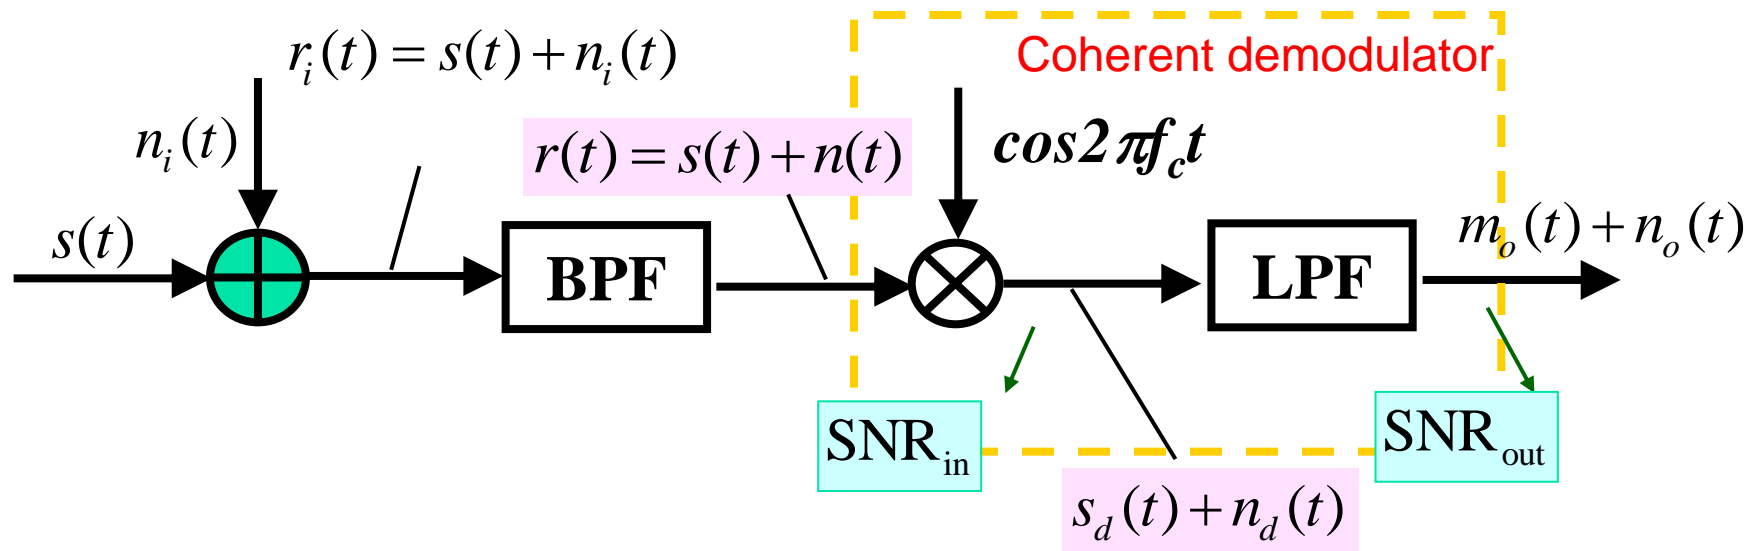 r_i(t) = s(t) + n_i(t)
Coherent demodulator
n_i(t)
r(t) = s(t) + n(t)
cos2πf_ct
s(t)
BPF
LPF
m_o(t) + n_o(t)
SNR_in
SNR_out
s_d(t) + n_d(t)